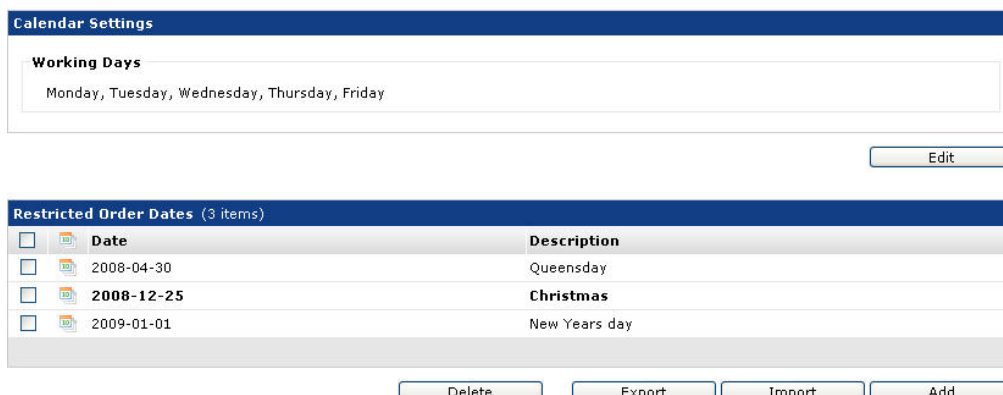 Calendar Settings
Working Days
Monday, Tuesday, Wednesday, Thursday, Friday
Edit
Restricted Order Dates (3 items)
Date Description
2008-04-30 Queensday
2008-12-25 Christmas
2009-01-01 New Years day
Delete Export Import Add